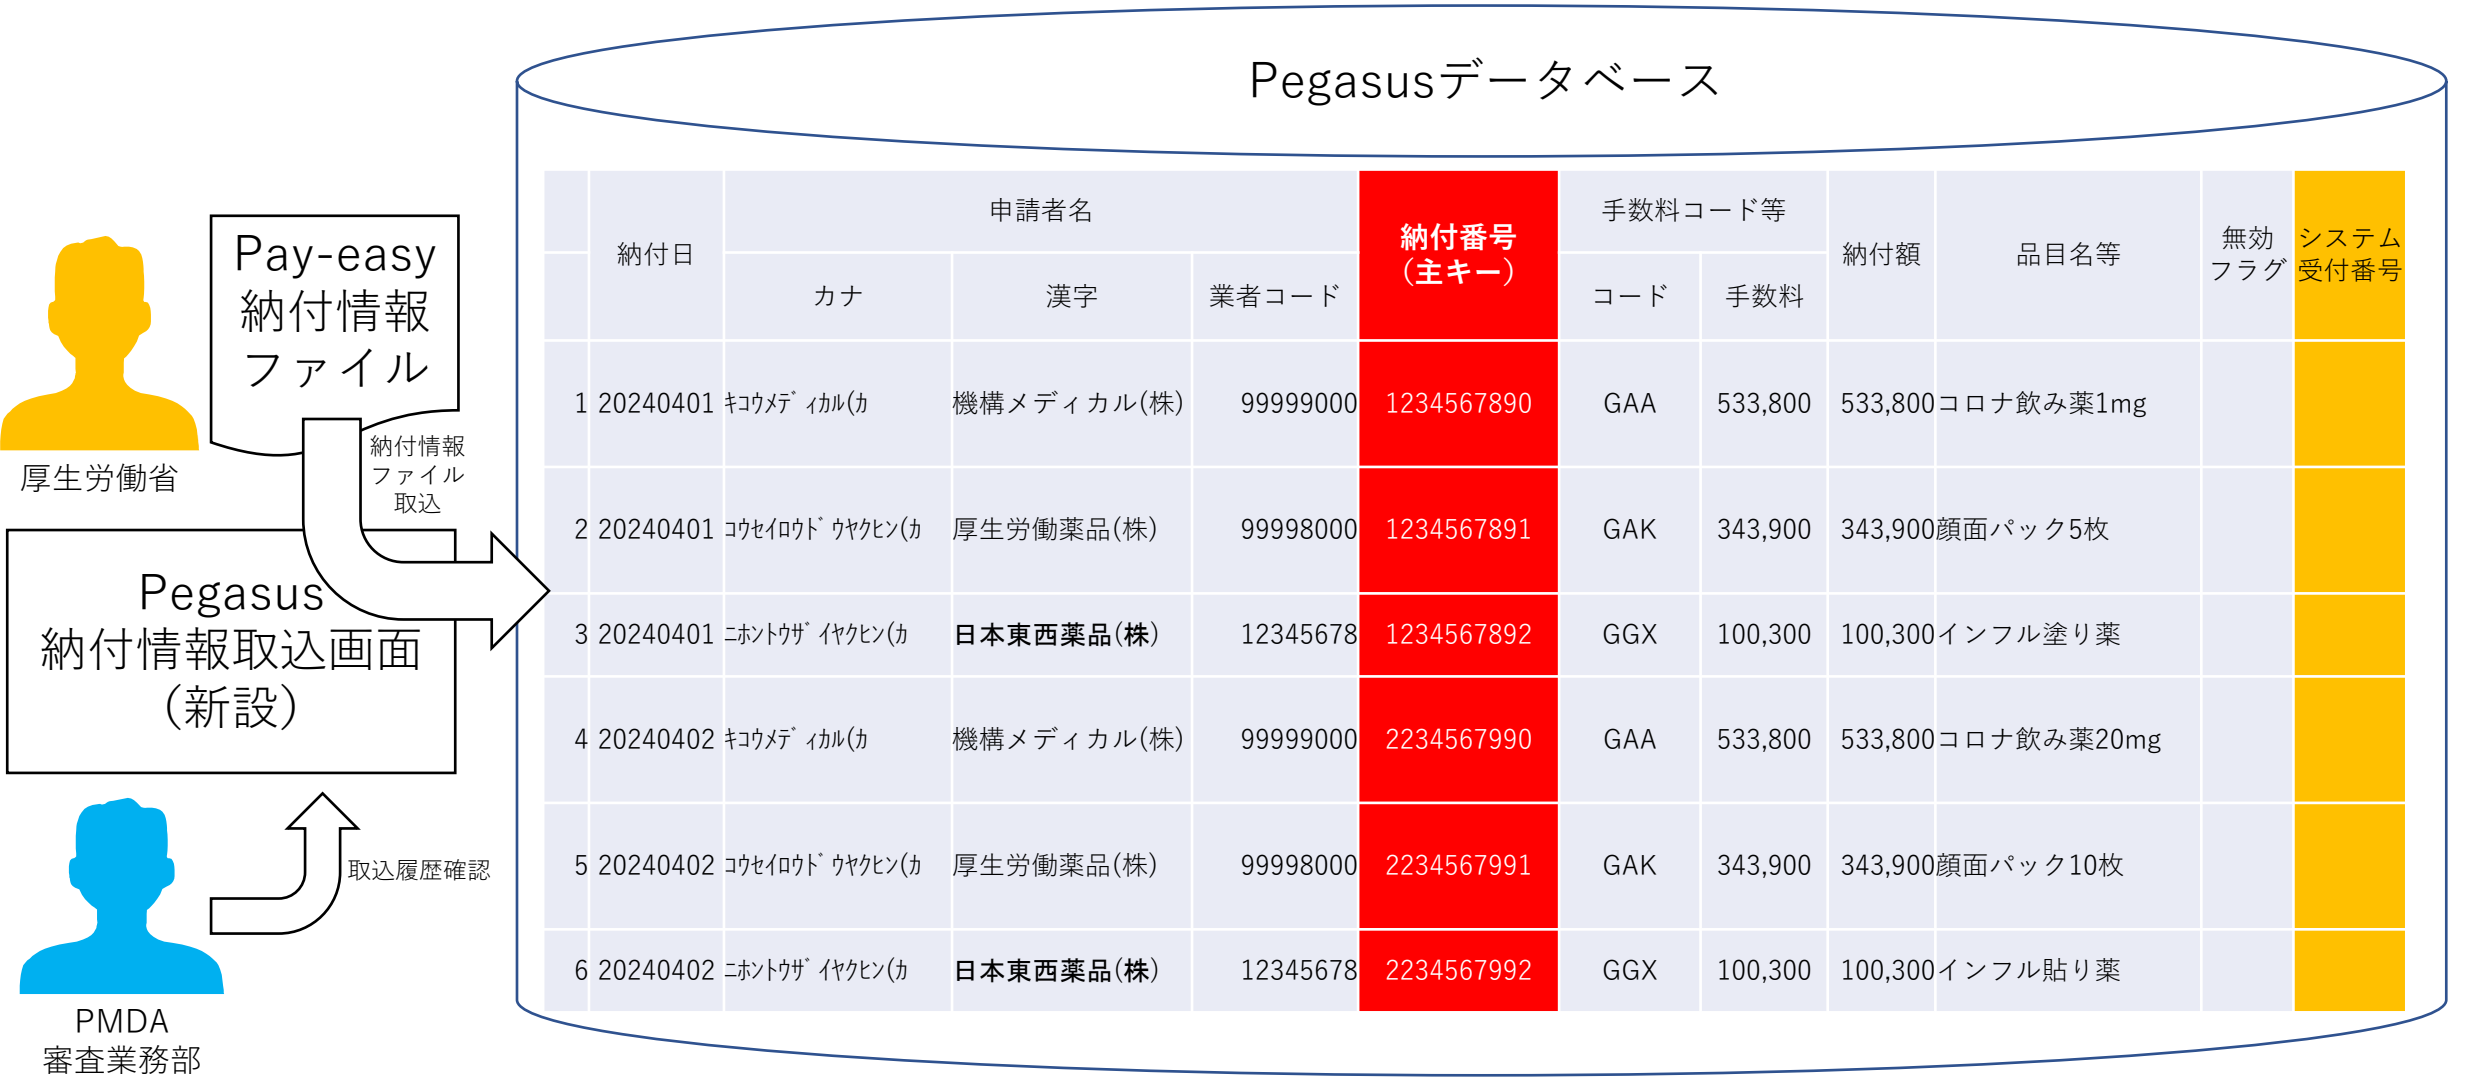 Pegasusデータベース
Pay-easy
納付情報
ファイル
厚生労働省
納付情報
ファイル
取込
Pegasus
納付情報取込画面
（新設）
取込履歴確認
PMDA
審査業務部
納付日 申請者名 納付番号（主キー） 手数料コード等 納付額 品目名等 無効フラグ システム受付番号
カナ 漢字 業者コード コード 手数料
1 20240401 ｷｺｳﾒﾃﾞｨｶﾙ(ｶ 機構メディカル(株) 99999000 1234567890 GAA 533,800 533,800 コロナ飲み薬1mg
2 20240401 ｺｳｾｲﾛｳﾄﾞｳﾔｸﾋﾝ(ｶ 厚生労働薬品(株) 99998000 1234567891 GAK 343,900 343,900 顔面パック5枚
3 20240401 ﾆﾎﾝﾄｳｻﾞｲﾔｸﾋﾝ(ｶ 日本東西薬品(株) 12345678 1234567892 GGX 100,300 100,300 インフル塗り薬
4 20240402 ｷｺｳﾒﾃﾞｨｶﾙ(ｶ 機構メディカル(株) 99999000 2234567990 GAA 533,800 533,800 コロナ飲み薬20mg
5 20240402 ｺｳｾｲﾛｳﾄﾞｳﾔｸﾋﾝ(ｶ 厚生労働薬品(株) 99998000 2234567991 GAK 343,900 343,900 顔面パック10枚
6 20240402 ﾆﾎﾝﾄｳｻﾞｲﾔｸﾋﾝ(ｶ 日本東西薬品(株) 12345678 2234567992 GGX 100,300 100,300 インフル貼り薬